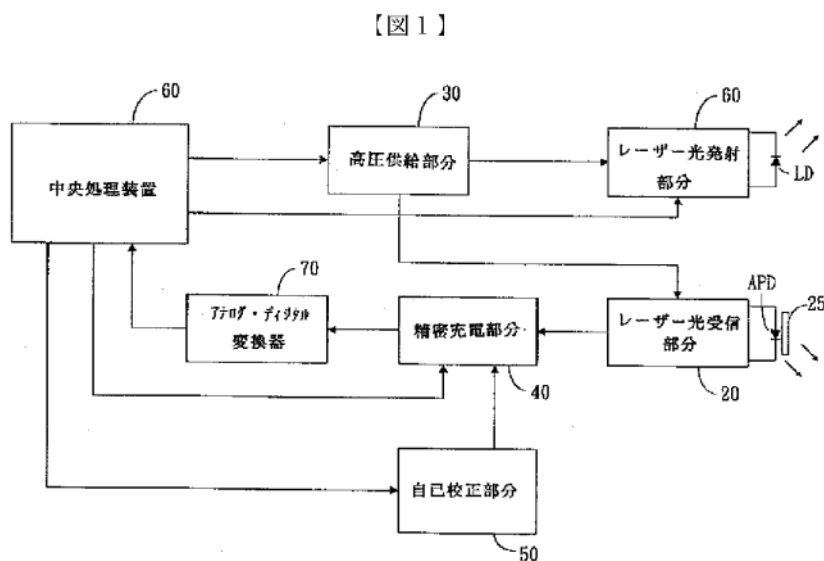 【図1】
60
30
60
中央処理装置
高圧供給部分
レーザー光発射
部分
LD
70
APD
25
アテログ・ディジタル
変換器
精密充電部分
レーザー光受信
部分
40
20
自己校正部分
50